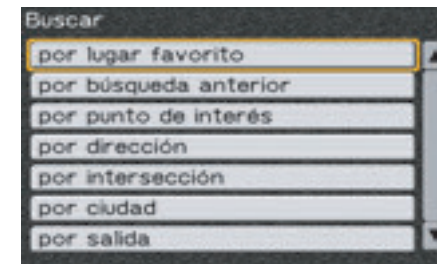 Buscar
por lugar favorito
por búsqueda anterior
por punto de interés
por dirección
por intersección
por ciudad
por salida